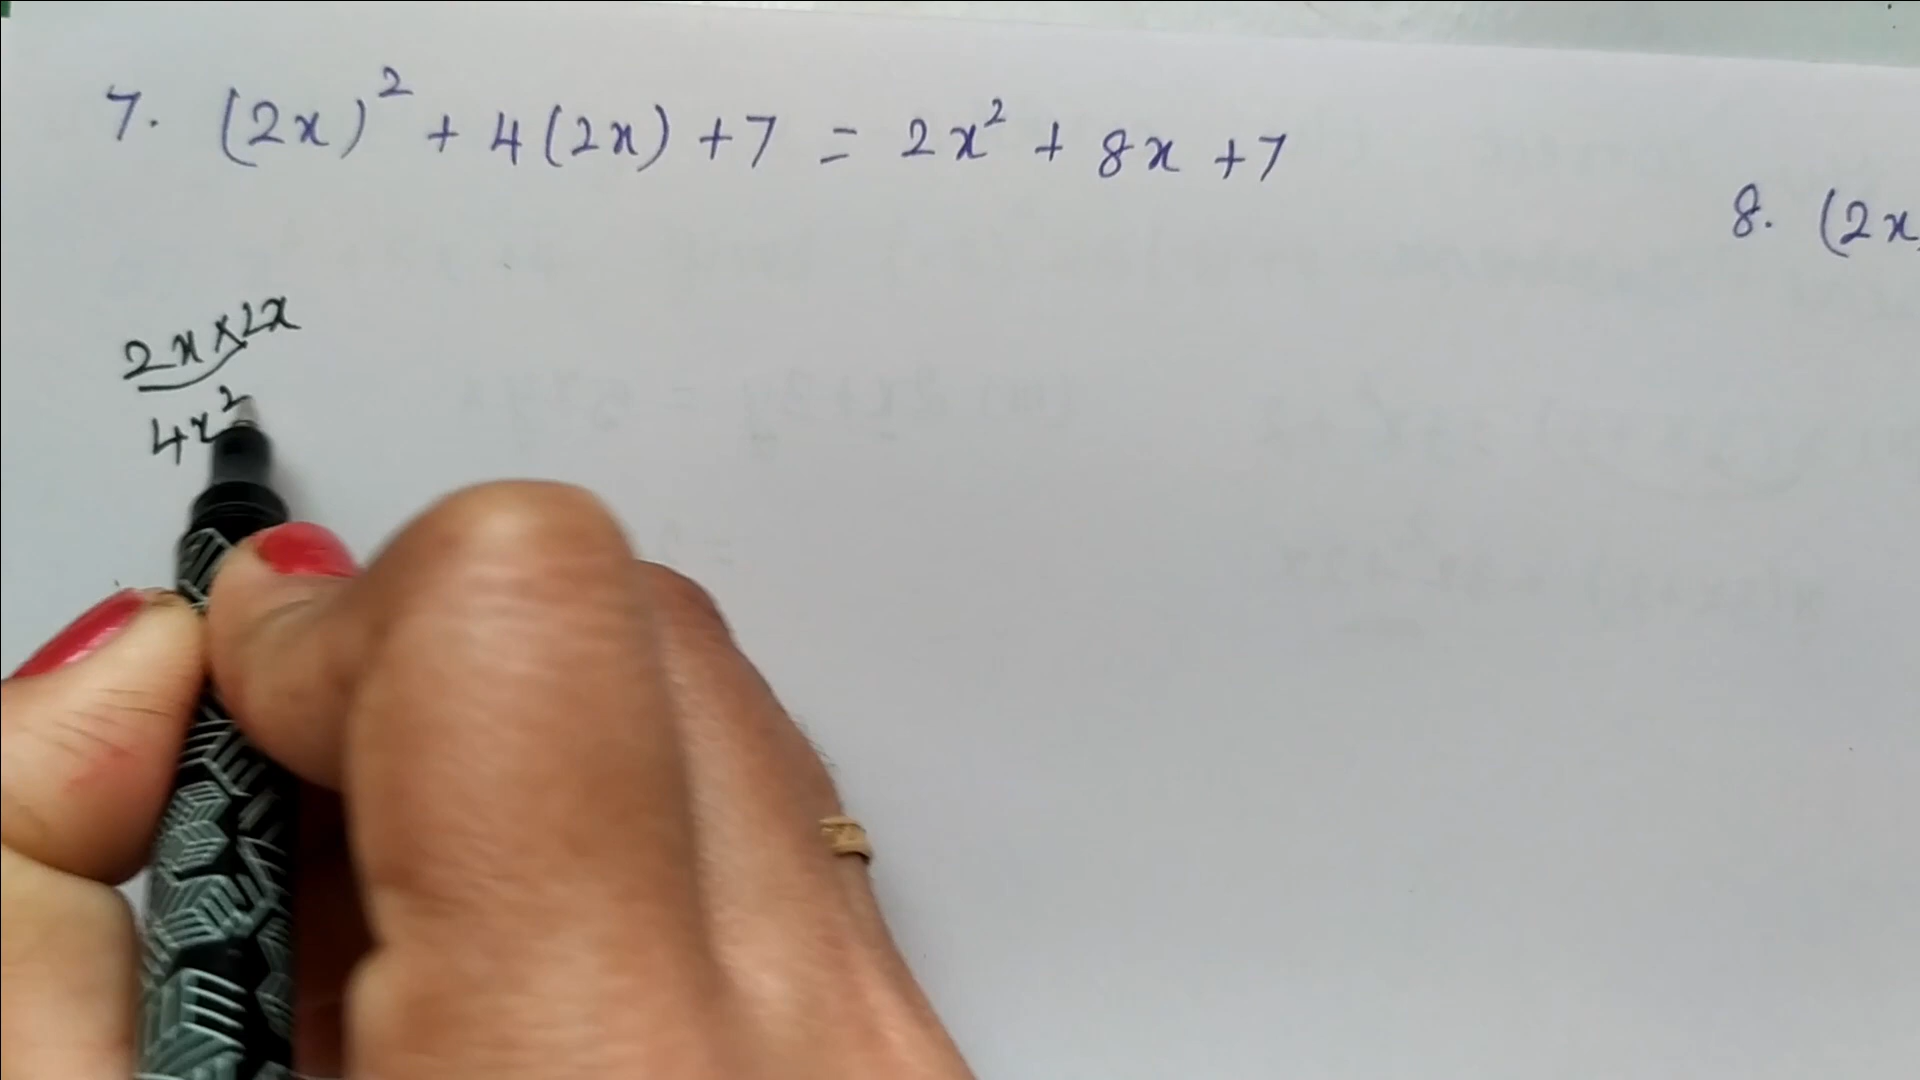 7. (2x)² + 4(2x) + 7 = 2x² + 8x + 7
8. (2x
2x×2x
4x²